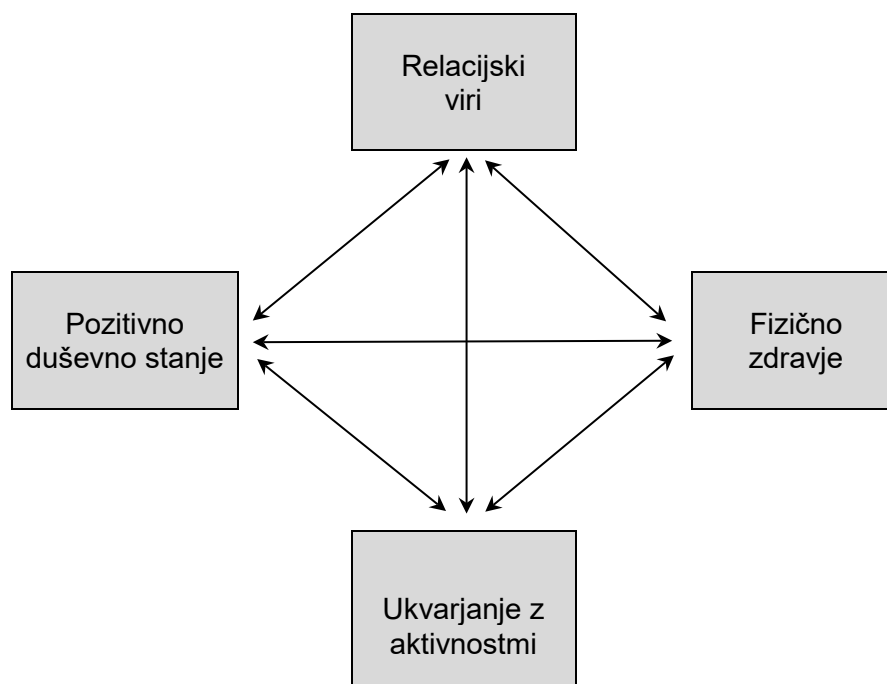 Relacijski
viri
Pozitivno
duševno stanje
Fizično
zdravje
Ukvarjanje z
aktivnostmi